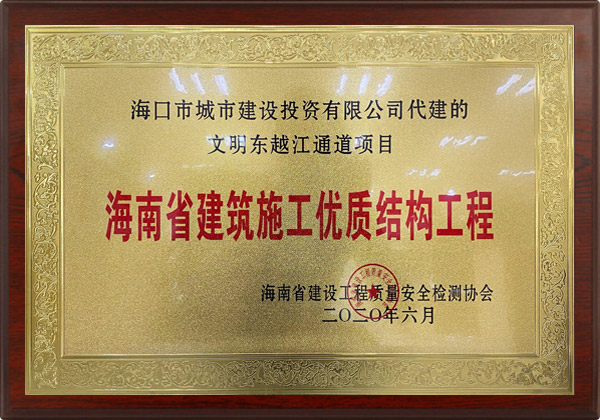 海口市城市建设投资有限公司代建的
文明东越江通道项目
海南省建筑施工优质结构工程
海南省建设工程质量安全检测协会
二〇二〇年六月